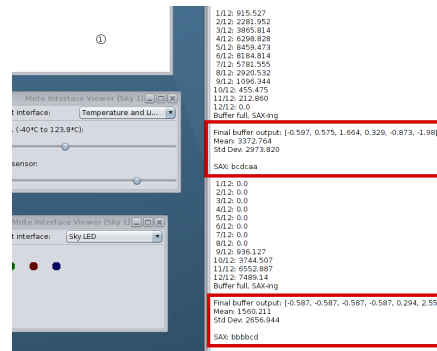 ①
Mote Interface Viewer (Sky 1)
t interface: Temperature and Li...
. (-40°C to 123.8°C):
sensor:
Mote Interface Viewer (Sky 1)
t interface: Sky LED
1/12: 915.527
2/12: 2281.952
3/12: 3865.814
4/12: 6298.828
5/12: 8459.473
6/12: 8184.814
7/12: 5781.555
8/12: 2920.532
9/12: 1096.344
10/12: 455.475
11/12: 212.860
12/12: 0.0
Buffer full, SAX-ing
Final buffer output: [-0.597, 0.575, 1.664, 0.329, -0.873, -1.98]
Mean: 3372.764
Std Dev: 2973.820
SAX: bcdcaa
1/12: 0.0
2/12: 0.0
3/12: 0.0
4/12: 0.0
5/12: 0.0
6/12: 0.0
7/12: 0.0
8/12: 0.0
9/12: 936.127
10/12: 3744.507
11/12: 6552.887
12/12: 7489.14
Buffer full, SAX-ing
Final buffer output: [-0.587, -0.587, -0.587, -0.587, 0.294, 2.55
Mean: 1560.211
Std Dev: 2656.944
SAX: bbbbcd